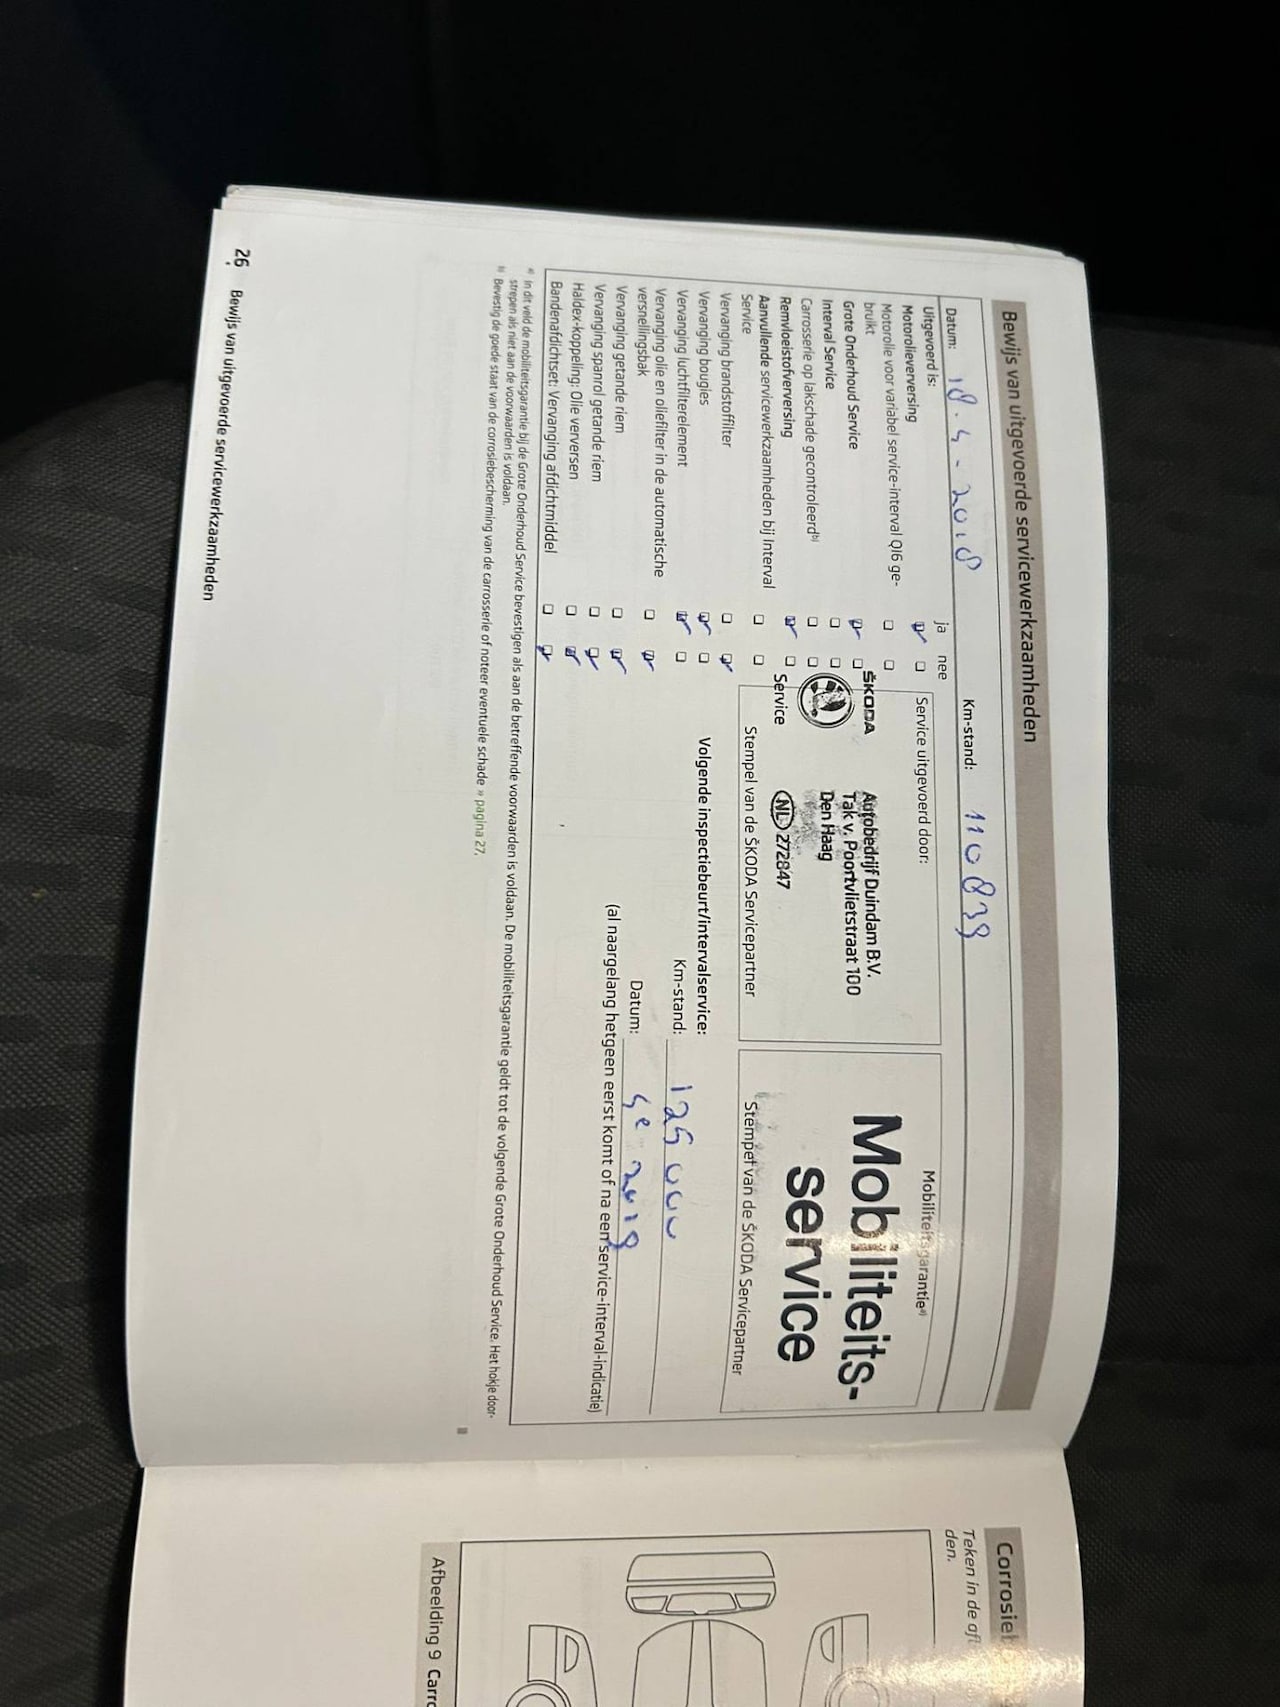 Bewijs van uitgevoerde servicewerkzaamheden
Datum: 18-4-2018 Km-stand: 110839
Uitgevoerd is: ja nee
Motorolieverversing
Motorolie voor variabel service-interval QI6 ge-
bruikt
Grote Onderhoud Service
Interval Service
Carrosserie op lakschade gecontroleerd b)
Remvloeistofverversing
Aanvullende servicewerkzaamheden bij Interval
Service
Vervanging brandstoffilter
Vervanging bougies
Vervanging luchtfilterelement
Vervanging olie en oliefilter in de automatische
versnellingsbak
Vervanging getande riem
Vervanging spanrol getande riem
Haldex-koppeling: Olie verversen
Bandenafdichtset: Vervanging afdichtmiddel
Service uitgevoerd door:
ŠKODA
Service
Autobedrijf Duindam B.V.
Tak v. Poortvlietstraat 100
Den Haag
NL 272847
Stempel van de ŠKODA Servicepartner
Mobiliteitsgarantie a)
Mobiliteits-
service
Stempel van de ŠKODA Servicepartner
Volgende inspectiebeurt/intervalservice:
Km-stand: 125000
Datum: 2019
(al naargelang hetgeen eerst komt of na een service-interval-indicatie)
a) In dit veld de mobiliteitsgarantie bij de Grote Onderhoud Service bevestigen als aan de betreffende voorwaarden is voldaan. De mobiliteitsgarantie geldt tot de volgende Grote Onderhoud Service. Het hokje door-
strepen als niet aan de voorwaarden is voldaan.
b) Bevestig de goede staat van de corrosiebescherming van de carrosserie of noteer eventuele schade » pagina 27.
26 Bewijs van uitgevoerde servicewerkzaamheden
Corrosie
Teken in de af
den.
Afbeelding 9 Carro